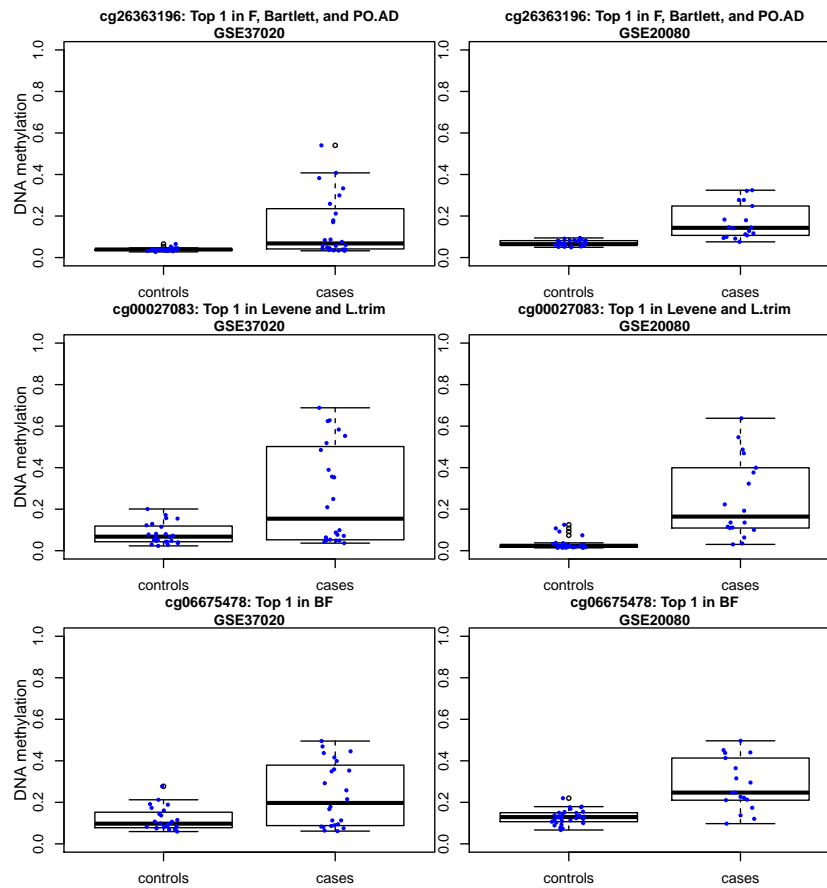 cg26363196: Top 1 in F, Bartlett, and PO.AD
GSE37020
DNA methylation
0.0 0.2 0.4 0.6 0.8 1.0
controls cases
cg26363196: Top 1 in F, Bartlett, and PO.AD
GSE20080
0.0 0.2 0.4 0.6 0.8 1.0
controls cases
cg00027083: Top 1 in Levene and L.trim
GSE37020
DNA methylation
0.0 0.2 0.4 0.6 0.8 1.0
controls cases
cg00027083: Top 1 in Levene and L.trim
GSE20080
0.0 0.2 0.4 0.6 0.8 1.0
controls cases
cg06675478: Top 1 in BF
GSE37020
DNA methylation
0.0 0.2 0.4 0.6 0.8 1.0
controls cases
cg06675478: Top 1 in BF
GSE20080
0.0 0.2 0.4 0.6 0.8 1.0
controls cases